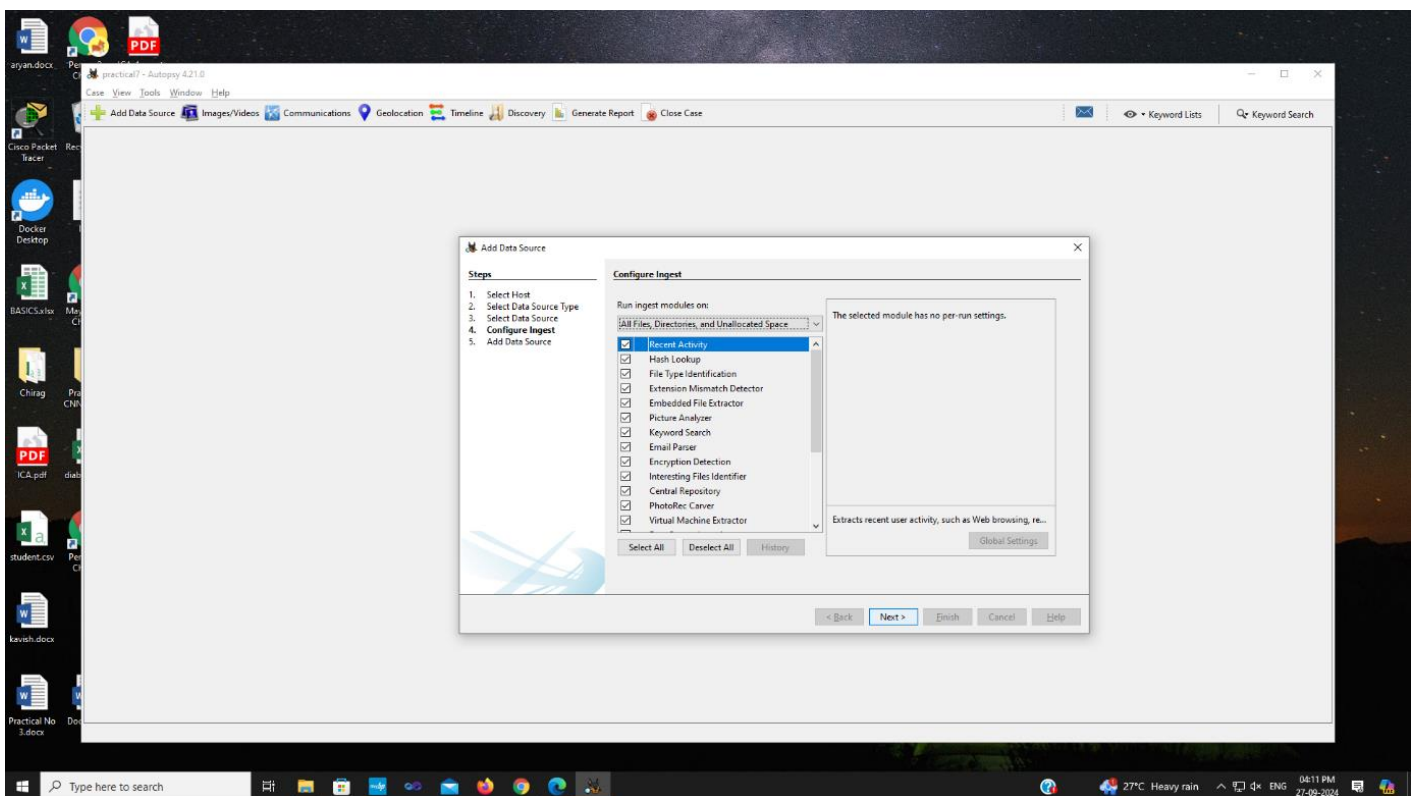 PDF
aryan.docx
practical7 - Autopsy 4.21.0
Case View Tools Window Help
Add Data Source Images/Videos Communications Geolocation Timeline Discovery Generate Report Close Case Keyword Lists Keyword Search
Cisco Packet
Tracer
Docker
Desktop
BASICS.xlsx
Chirag
PDF
ICA.pdf
student.csv
kavish.docx
Practical No
3.docx
Add Data Source
Steps
1. Select Host
2. Select Data Source Type
3. Select Data Source
4. Configure Ingest
5. Add Data Source
Configure Ingest
Run ingest modules on:
All Files, Directories, and Unallocated Space
Recent Activity
Hash Lookup
File Type Identification
Extension Mismatch Detector
Embedded File Extractor
Picture Analyzer
Keyword Search
Email Parser
Encryption Detection
Interesting Files Identifier
Central Repository
PhotoRec Carver
Virtual Machine Extractor
Select All Deselect All History
The selected module has no per-run settings.
Extracts recent user activity, such as Web browsing, re...
Global Settings
< Back Next > Finish Cancel Help
Type here to search
27°C Heavy rain ENG
04:11 PM
27-09-2024